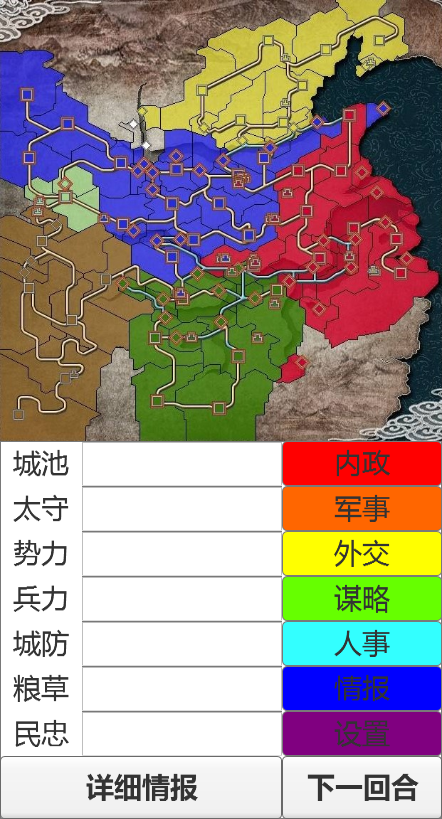 城池 内政
太守 军事
势力 外交
兵力 谋略
城防 人事
粮草 情报
民忠 设置
详细情报 下一回合